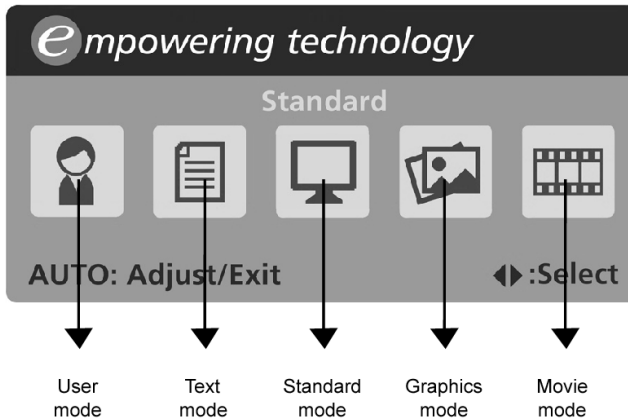 empowering technology
Standard
AUTO: Adjust/Exit ◀▶:Select
User mode
Text mode
Standard mode
Graphics mode
Movie mode